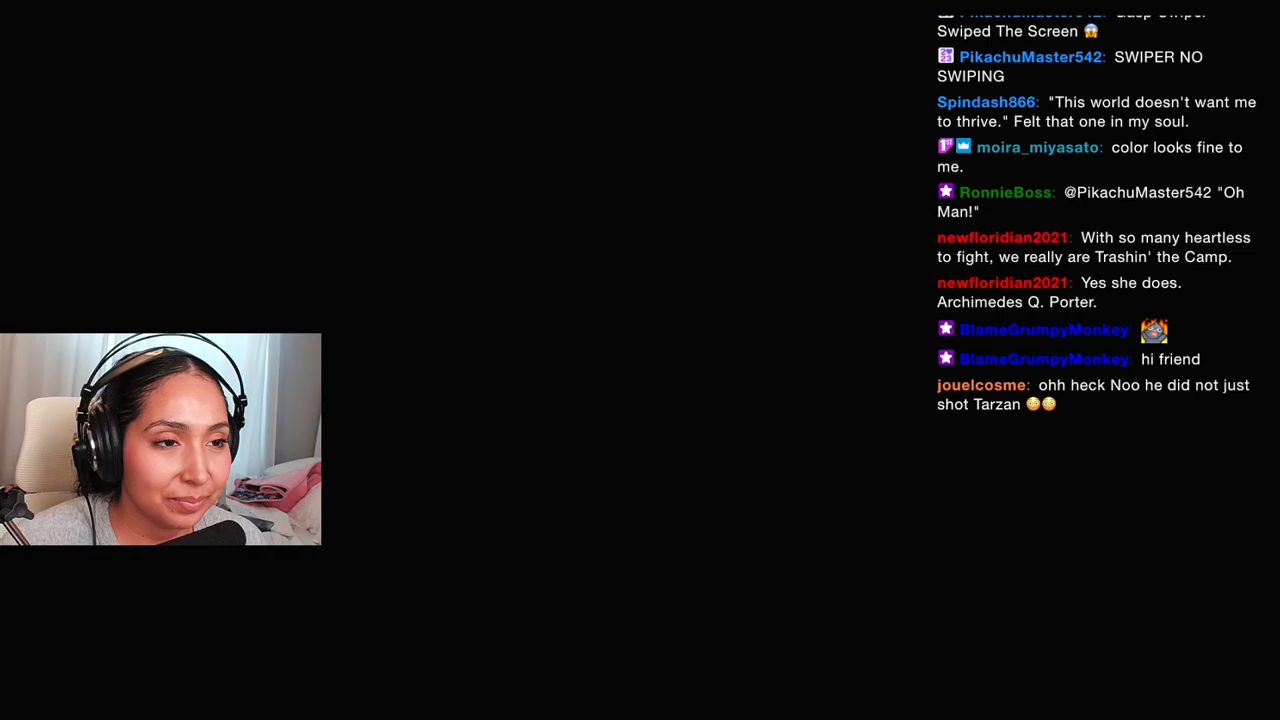 Swiped The Screen 😱
PikachuMaster542: SWIPER NO
SWIPING
Spindash866: "This world doesn't want me
to thrive." Felt that one in my soul.
moira_miyasato: color looks fine to
me.
RonnieBoss: @PikachuMaster542 "Oh
Man!"
newfloridian2021: With so many heartless
to fight, we really are Trashin' the Camp.
newfloridian2021: Yes she does.
Archimedes Q. Porter.
BlameGrumpyMonkey:
BlameGrumpyMonkey: hi friend
jouelcosme: ohh heck Noo he did not just
shot Tarzan 😳😳